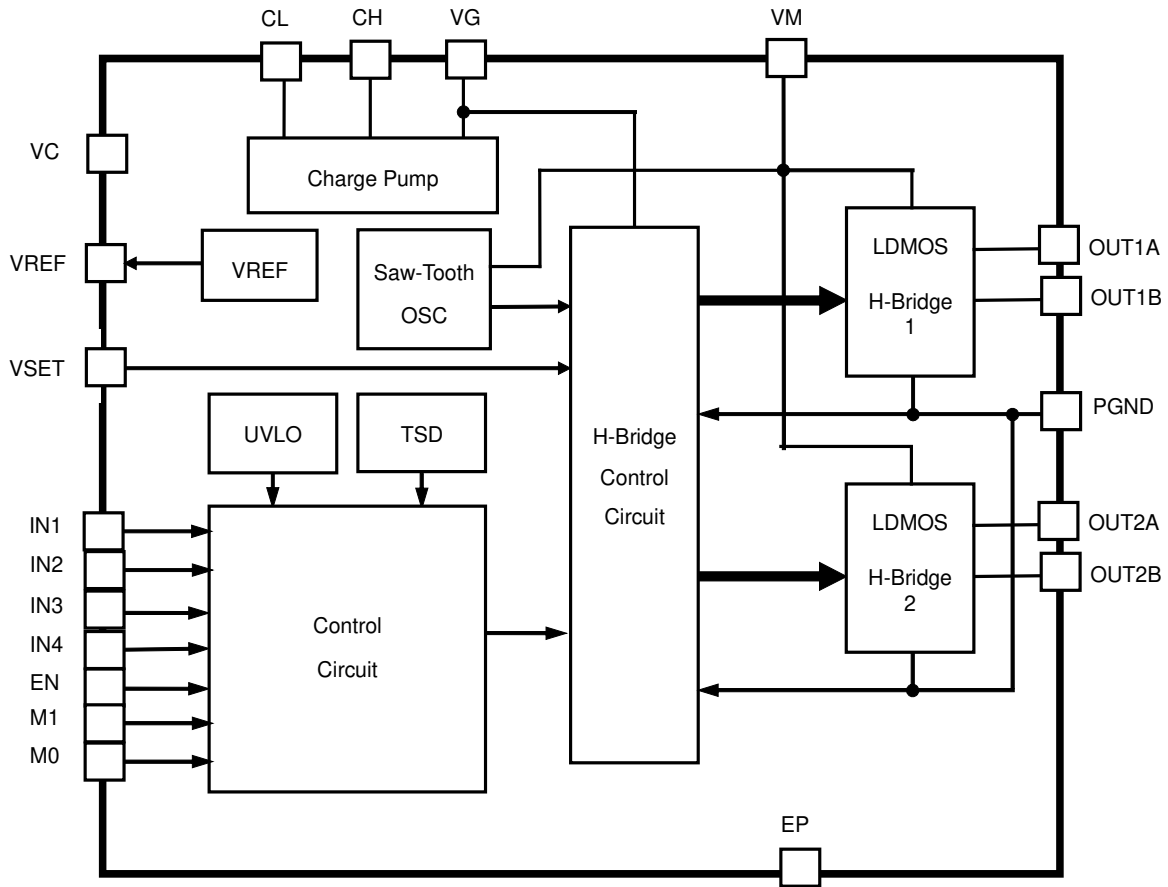 CL
CH
VG
VM
VC
Charge Pump
VREF
VREF
Saw-Tooth
OSC
LDMOS
H-Bridge
1
OUT1A
OUT1B
VSET
PGND
UVLO
TSD
H-Bridge
Control
Circuit
LDMOS
H-Bridge
2
OUT2A
OUT2B
IN1
IN2
IN3
IN4
EN
M1
M0
Control
Circuit
EP